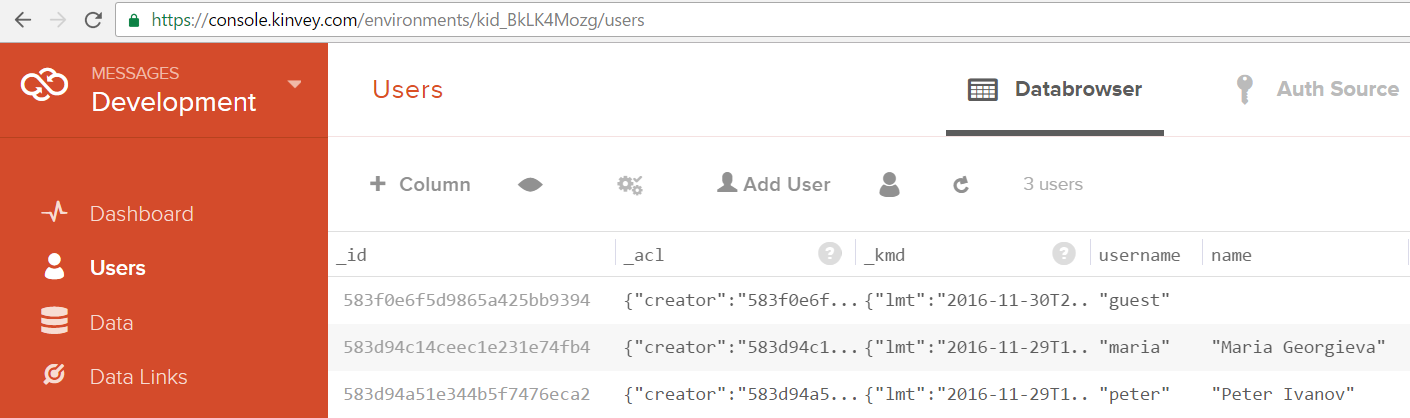 https://console.kinvey.com/environments/kid_BkLK4Mozg/users
MESSAGES
Development
Users
Databrowser
Auth Source
+ Column
Add User
3 users
Dashboard
Users
Data
Data Links
_id _acl ? _kmd ? username name
583f0e6f5d9865a425bb9394 {"creator":"583f0e6f... {"lmt":"2016-11-30T2.. "guest"
583d94c14ceec1e231e74fb4 {"creator":"583d94c1... {"lmt":"2016-11-29T1.. "maria" "Maria Georgieva"
583d94a51e344b5f7476eca2 {"creator":"583d94a5... {"lmt":"2016-11-29T1.. "peter" "Peter Ivanov"